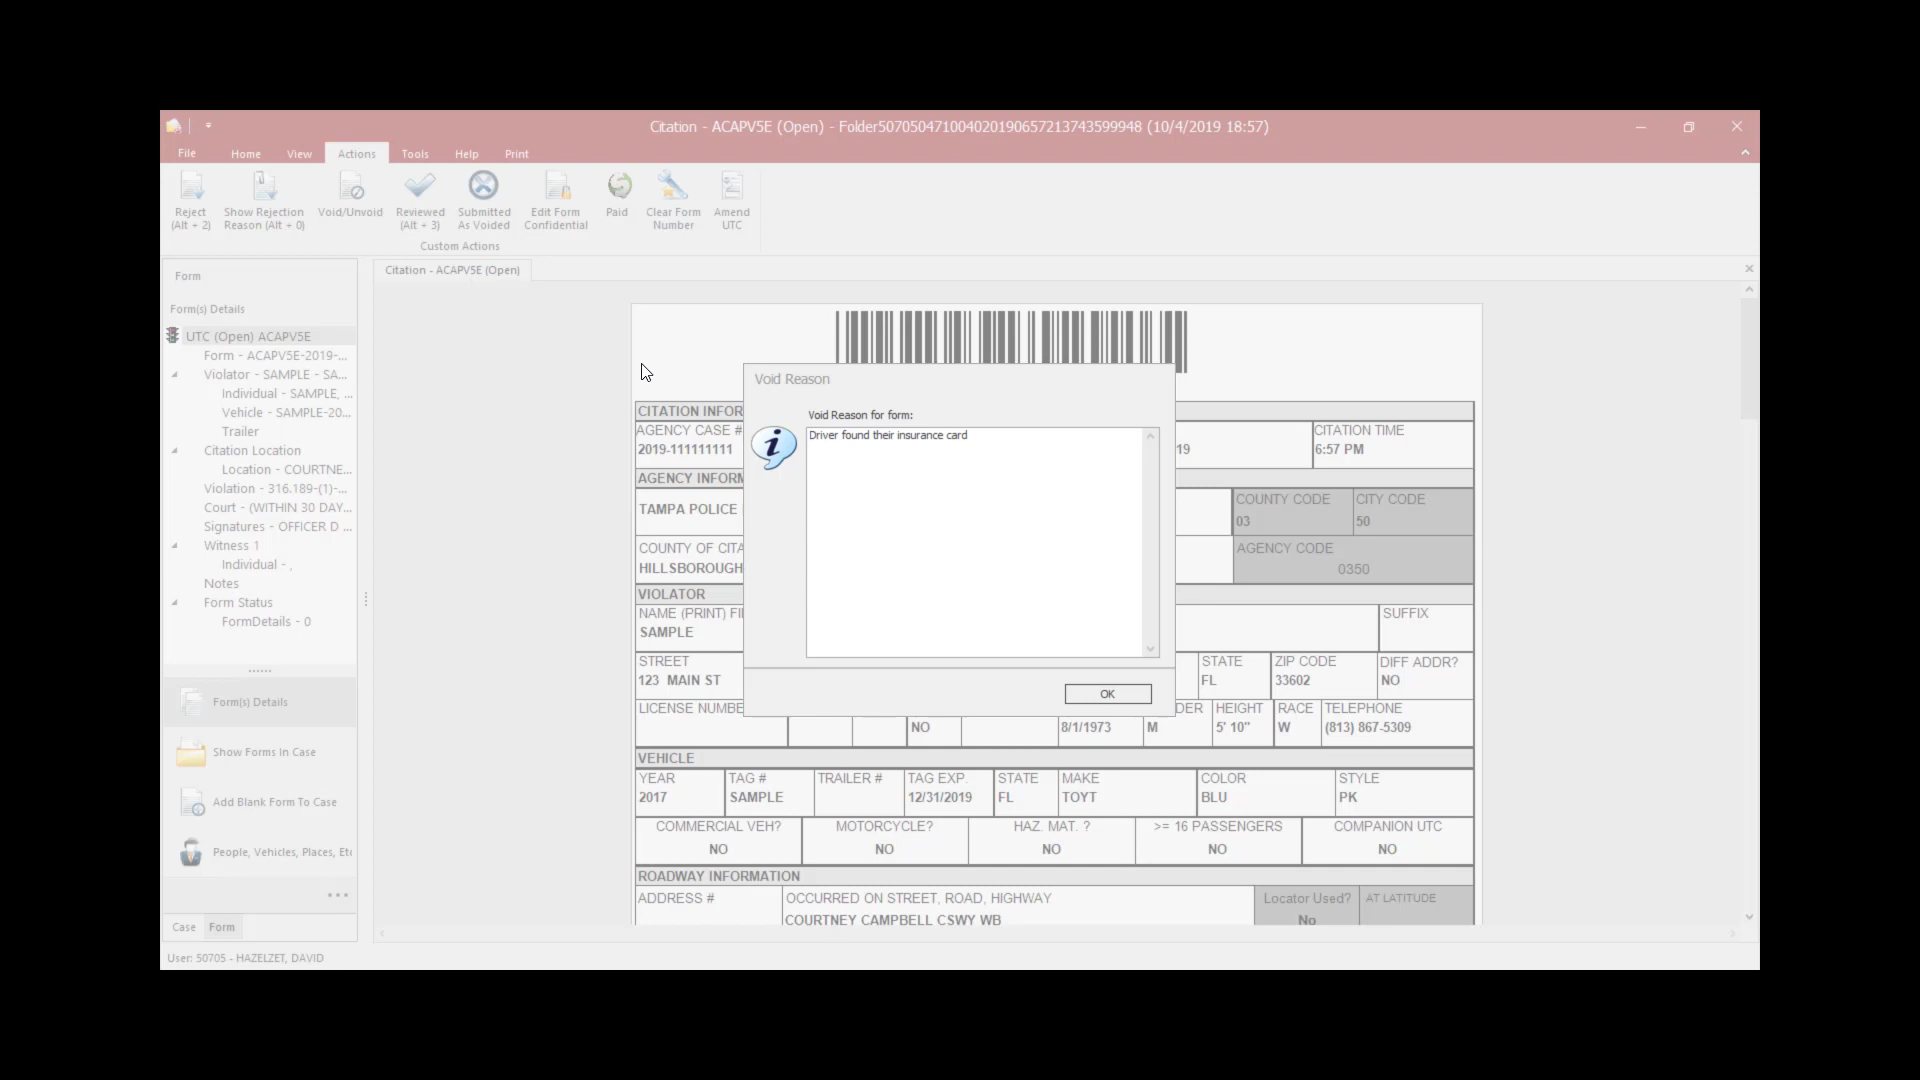 Citation - ACAPV5E (Open) - Folder50705047100402019065721374359948 (10/4/2019 18:57)
File Home View Actions Tools Help Print
Reject (Alt + 2)
Show Rejection Reason (Alt + 0)
Void/Unvoid
Reviewed (Alt + 3)
Submitted As Voided
Edit Form Confidential
Paid
Clear Form Number
Amend UTC
Custom Actions
Form
Form(s) Details
UTC (Open) ACAPV5E
Form - ACAPV5E-2019-...
Violator - SAMPLE - SA...
Individual - SAMPLE, ...
Vehicle - SAMPLE-20...
Trailer
Citation Location
Location - COURTNE...
Violation - 316.189-(1)-...
Court - (WITHIN 30 DAY...
Signatures - OFFICER D ...
Witness 1
Individual - ,
Notes
Form Status
FormDetails - 0
Form(s) Details
Show Forms In Case
Add Blank Form To Case
People, Vehicles, Places, Etc
Case Form
User: 50705 - HAZELZET, DAVID
Citation - ACAPV5E (Open)
CITATION INFOR
AGENCY CASE # CITATION TIME
2019-111111111 19 6:57 PM
AGENCY INFORM
TAMPA POLICE
COUNTY CODE CITY CODE
03 50
COUNTY OF CITA AGENCY CODE
HILLSBOROUGH 0350
VIOLATOR
NAME (PRINT) FI SUFFIX
SAMPLE
STREET STATE ZIP CODE DIFF ADDR?
123 MAIN ST FL 33602 NO
LICENSE NUMBE DER HEIGHT RACE TELEPHONE
NO 8/1/1973 M 5' 10" W (813) 867-5309
VEHICLE
YEAR TAG # TRAILER # TAG EXP. STATE MAKE COLOR STYLE
2017 SAMPLE 12/31/2019 FL TOYT BLU PK
COMMERCIAL VEH? MOTORCYCLE? HAZ. MAT. ? >= 16 PASSENGERS COMPANION UTC
NO NO NO NO NO
ROADWAY INFORMATION
ADDRESS # OCCURRED ON STREET, ROAD, HIGHWAY Locator Used? AT LATITUDE
COURTNEY CAMPBELL CSWY WB No
Void Reason
Void Reason for form:
Driver found their insurance card
OK